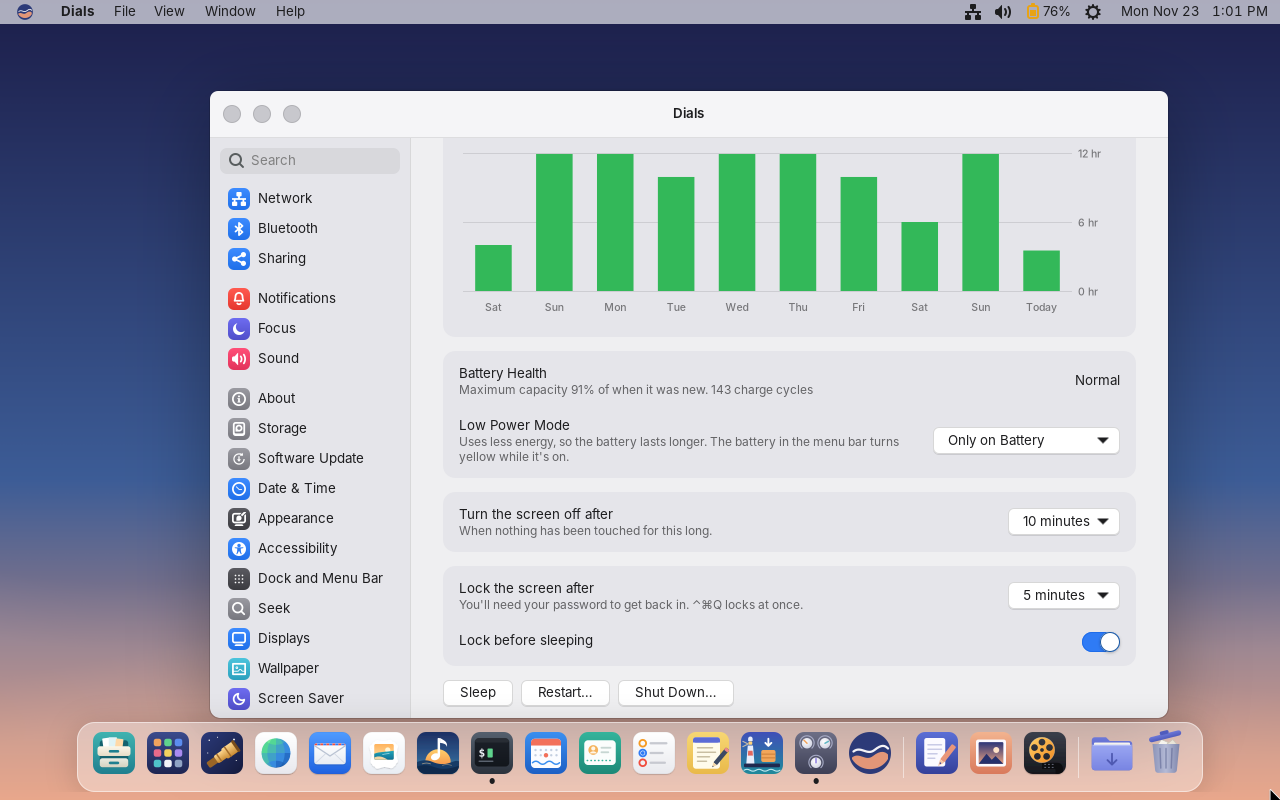 Dials File View Window Help 76% Mon Nov 23 1:01 PM
Dials
Search
Network
Bluetooth
Sharing
Notifications
Focus
Sound
About
Storage
Software Update
Date & Time
Appearance
Accessibility
Dock and Menu Bar
Seek
Displays
Wallpaper
Screen Saver
12 hr
6 hr
0 hr
Sat Sun Mon Tue Wed Thu Fri Sat Sun Today
Battery Health
Maximum capacity 91% of when it was new. 143 charge cycles
Normal
Low Power Mode
Uses less energy, so the battery lasts longer. The battery in the menu bar turns
yellow while it's on.
Only on Battery
Turn the screen off after
When nothing has been touched for this long.
10 minutes
Lock the screen after
You'll need your password to get back in. ^⌘Q locks at once.
5 minutes
Lock before sleeping
Sleep Restart... Shut Down...
$